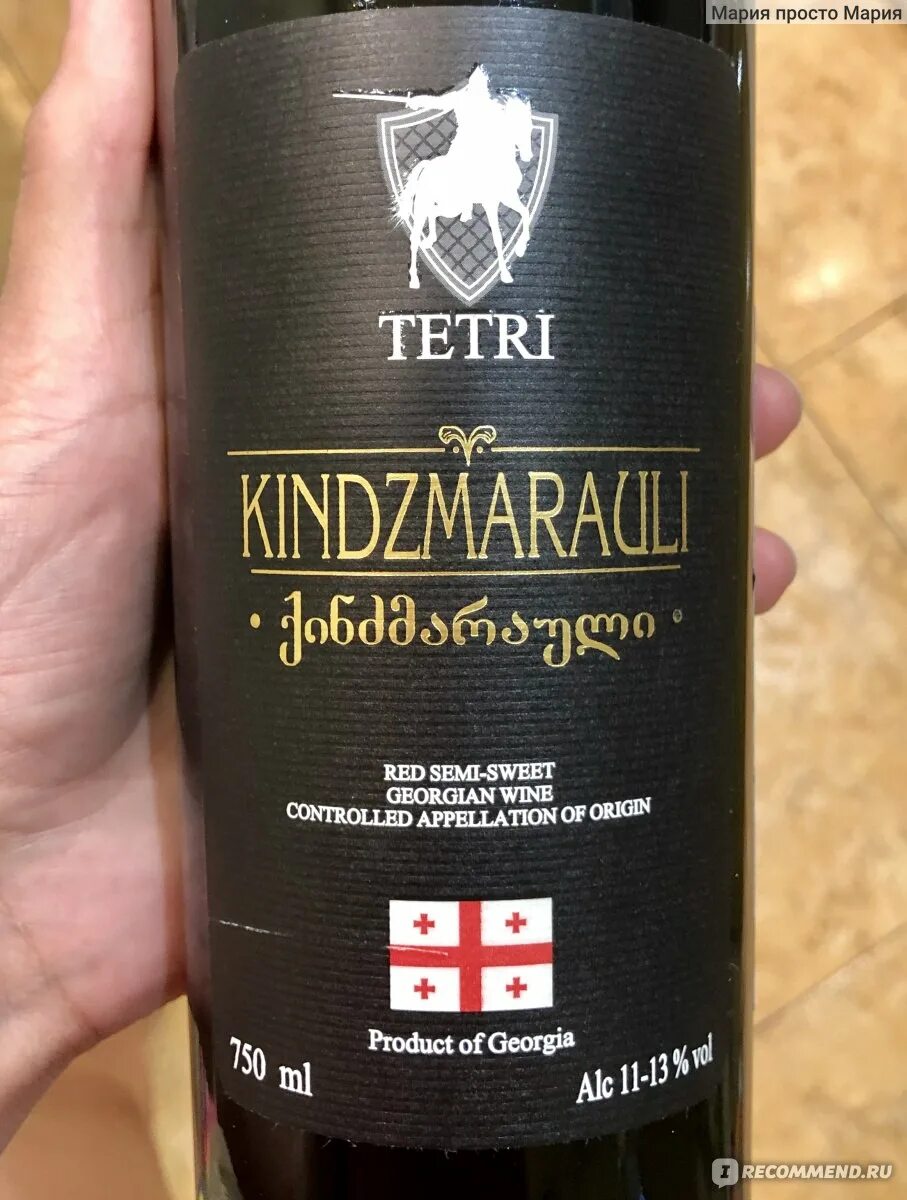 Мария просто Мария
TETRI
KINDZMARAULI
• ქინძმარაული •
RED SEMI-SWEET
GEORGIAN WINE
CONTROLLED APPELLATION OF ORIGIN
Product of Georgia
750 ml
Alc 11-13 % vol
IRECOMMEND.RU